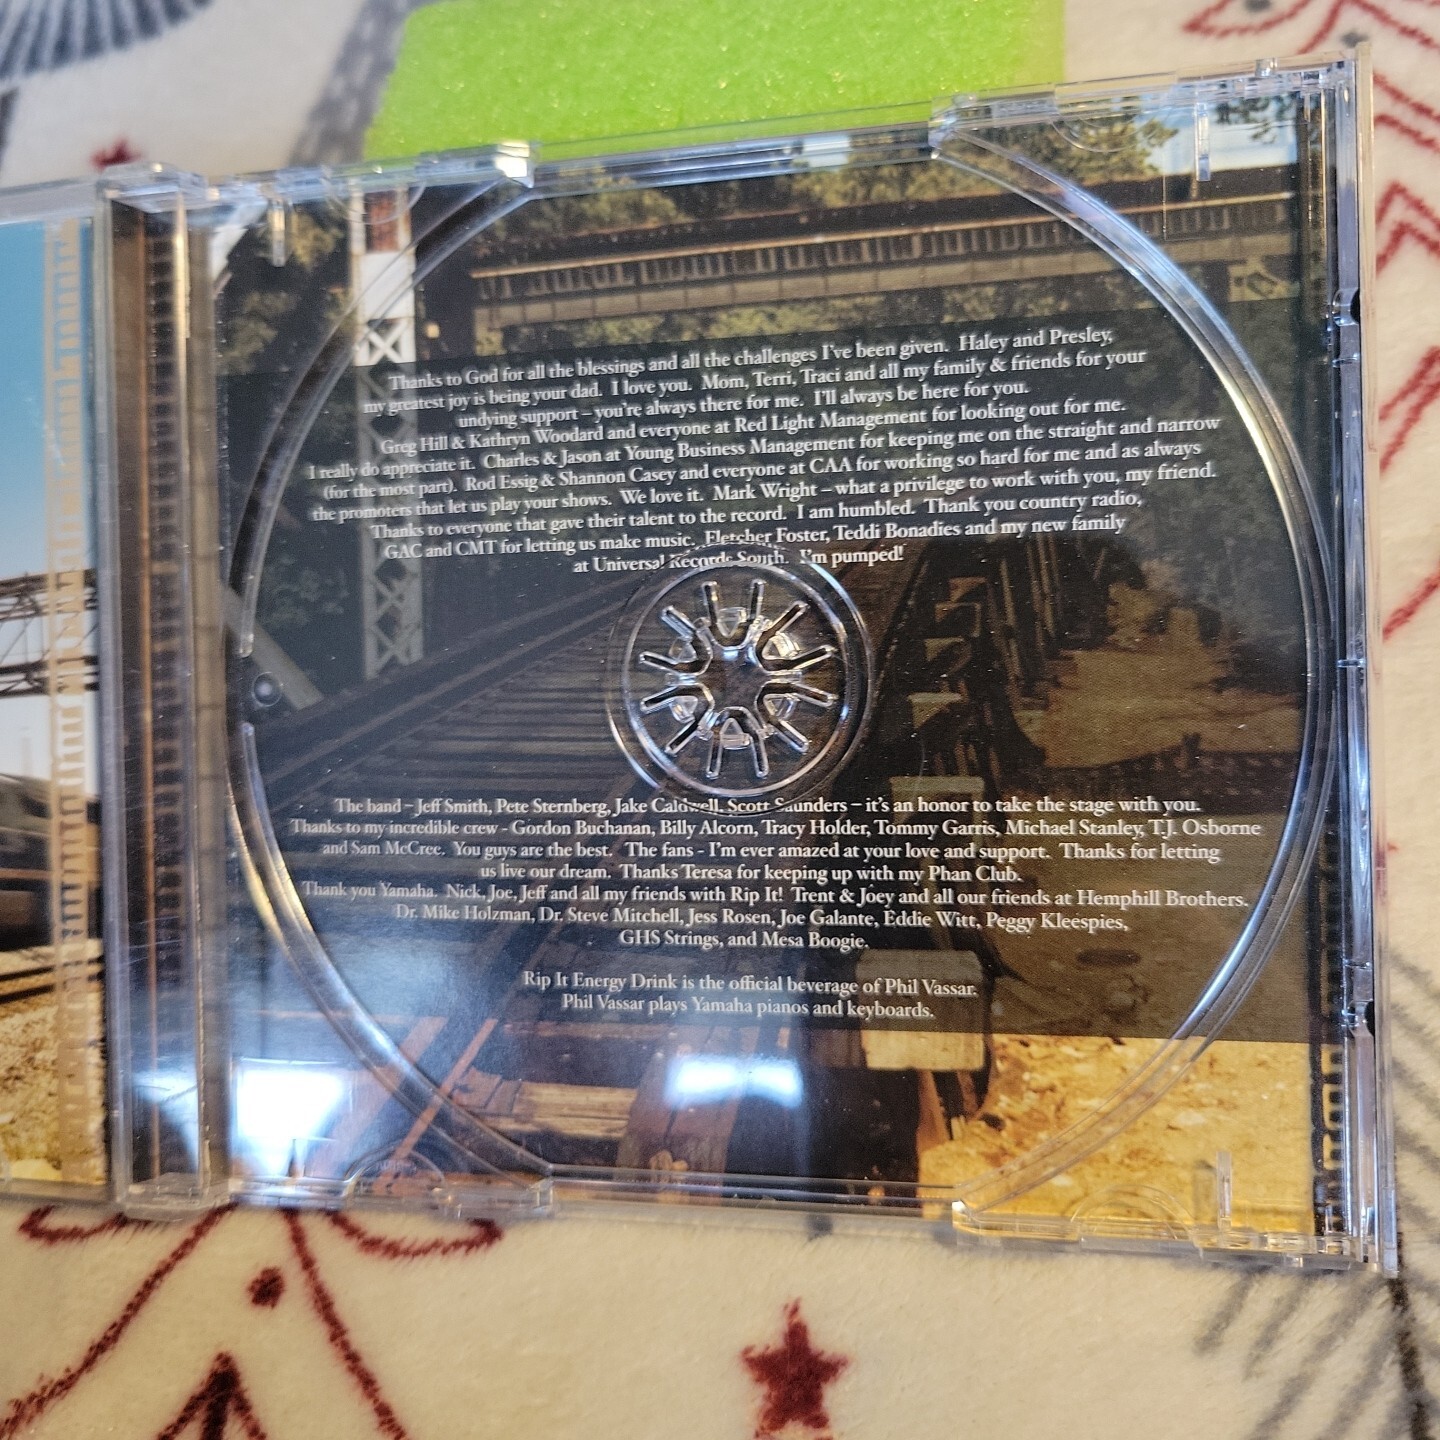 Thanks to God for all the blessings and all the challenges I've been given.  Haley and Presley,
my greatest joy is being your dad.  I love you.  Mom, Terri, Traci and all my family & friends for your
undying support – you're always there for me.  I'll always be here for you.
Greg Hill & Kathryn Woodard and everyone at Red Light Management for looking out for me.
I really do appreciate it.  Charles & Jason at Young Business Management for keeping me on the straight and narrow
(for the most part).  Rod Essig & Shannon Casey and everyone at CAA for working so hard for me and as always
the promoters that let us play your shows.  We love it.  Mark Wright – what a privilege to work with you, my friend.
Thanks to everyone that gave their talent to the record.  I am humbled.  Thank you country radio,
GAC and CMT for letting us make music.  Fletcher Foster, Teddi Bonadies and my new family
at Universal Records South.  I'm pumped!
The band – Jeff Smith, Pete Sternberg, Jake Caldwell, Scott Saunders – it's an honor to take the stage with you.
Thanks to my incredible crew - Gordon Buchanan, Billy Alcorn, Tracy Holder, Tommy Garris, Michael Stanley, T.J. Osborne
and Sam McCree.  You guys are the best.  The fans - I'm ever amazed at your love and support.  Thanks for letting
us live our dream.  Thanks Teresa for keeping up with my Phan Club.
Thank you Yamaha.  Nick, Joe, Jeff and all my friends with Rip It!  Trent & Joey and all our friends at Hemphill Brothers.
Dr. Mike Holzman, Dr. Steve Mitchell, Jess Rosen, Joe Galante, Eddie Witt, Peggy Kleespies,
GHS Strings, and Mesa Boogie.
Rip It Energy Drink is the official beverage of Phil Vassar.
Phil Vassar plays Yamaha pianos and keyboards.